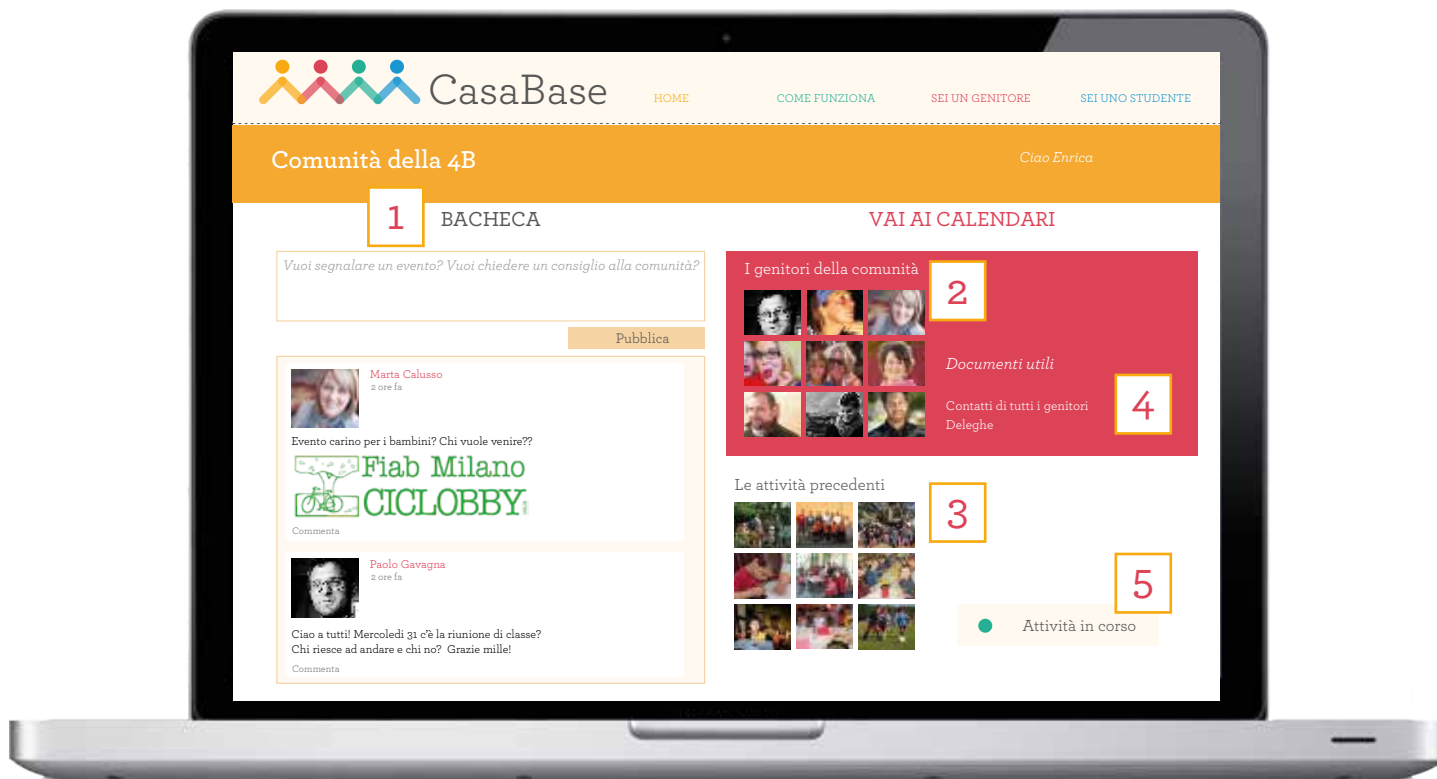 CasaBase
HOME
COME FUNZIONA
SEI UN GENITORE
SEI UNO STUDENTE
Comunità della 4B
Ciao Enrica
1
BACHECA
Vuoi segnalare un evento? Vuoi chiedere un consiglio alla comunità?
Pubblica
Marta Calusso
2 ore fa
Evento carino per i bambini? Chi vuole venire??
Fiab Milano
CICLOBBY
Commenta
Paolo Gavagna
2 ore fa
Ciao a tutti! Mercoledi 31 c'è la riunione di classe?
Chi riesce ad andare e chi no? Grazie mille!
Commenta
VAI AI CALENDARI
I genitori della comunità
2
Documenti utili
Contatti di tutti i genitori
Deleghe
4
Le attività precedenti
3
5
Attività in corso